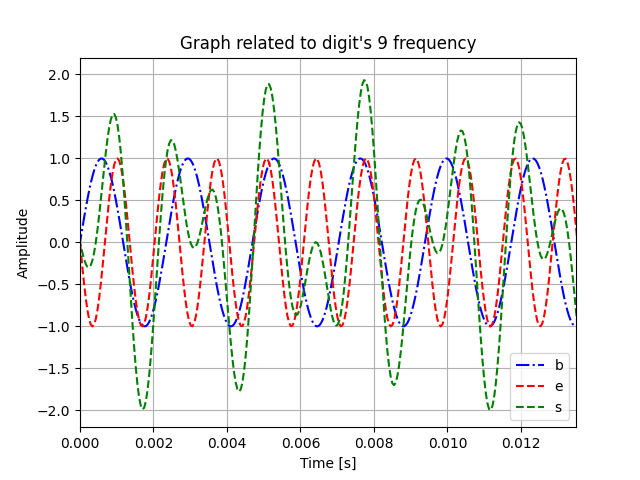 Graph related to digit's 9 frequency
2.0
1.5
1.0
0.5
0.0
−0.5
−1.0
−1.5
−2.0
Amplitude
b
e
s
0.000 0.002 0.004 0.006 0.008 0.010 0.012
Time [s]